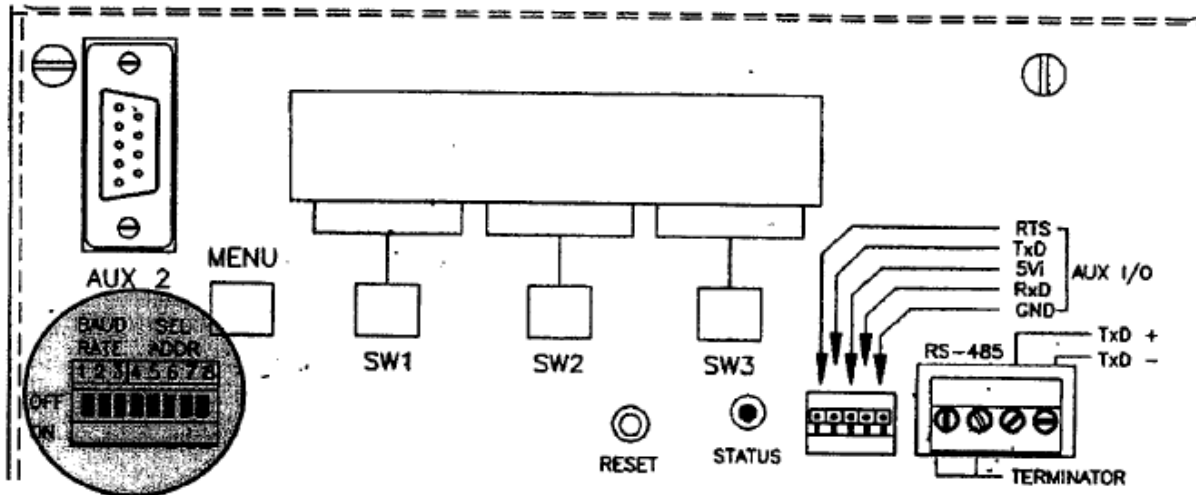 AUX 2
MENU
BAUD SEL
RATE ADDR
1 2 3 4 5 6 7 8
OFF
ON
SW1
SW2
SW3
RESET
STATUS
RTS
TxD
5Vi
RxD
GND
AUX I/O
RS-485
TxD +
TxD -
TERMINATOR